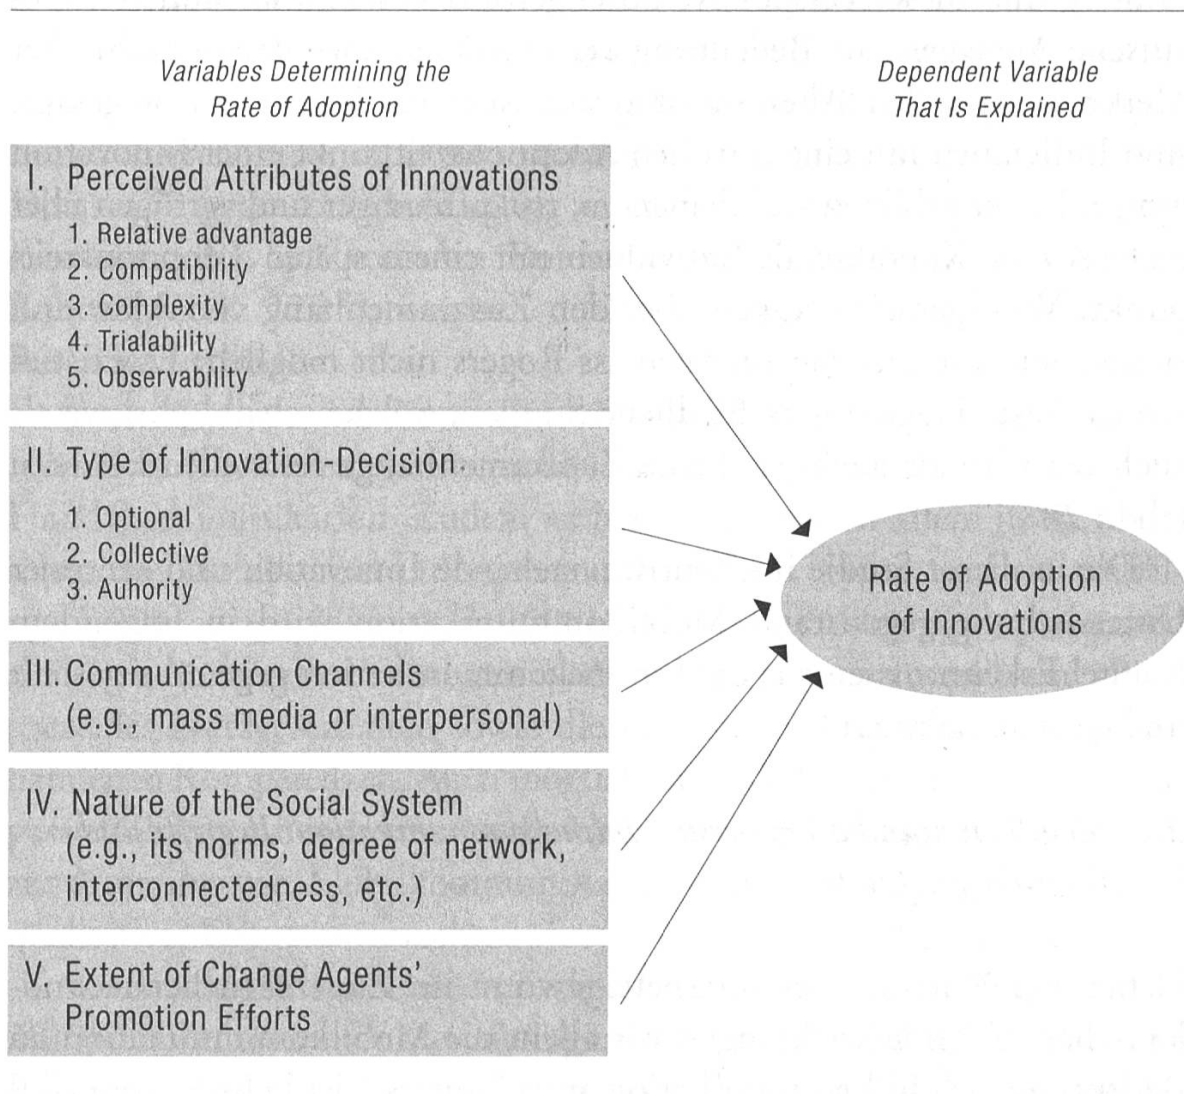 Variables Determining the
Rate of Adoption
Dependent Variable
That Is Explained
I. Perceived Attributes of Innovations
1. Relative advantage
2. Compatibility
3. Complexity
4. Trialability
5. Observability
II. Type of Innovation-Decision
1. Optional
2. Collective
3. Auhority
III. Communication Channels
(e.g., mass media or interpersonal)
IV. Nature of the Social System
(e.g., its norms, degree of network,
interconnectedness, etc.)
V. Extent of Change Agents’
Promotion Efforts
Rate of Adoption
of Innovations